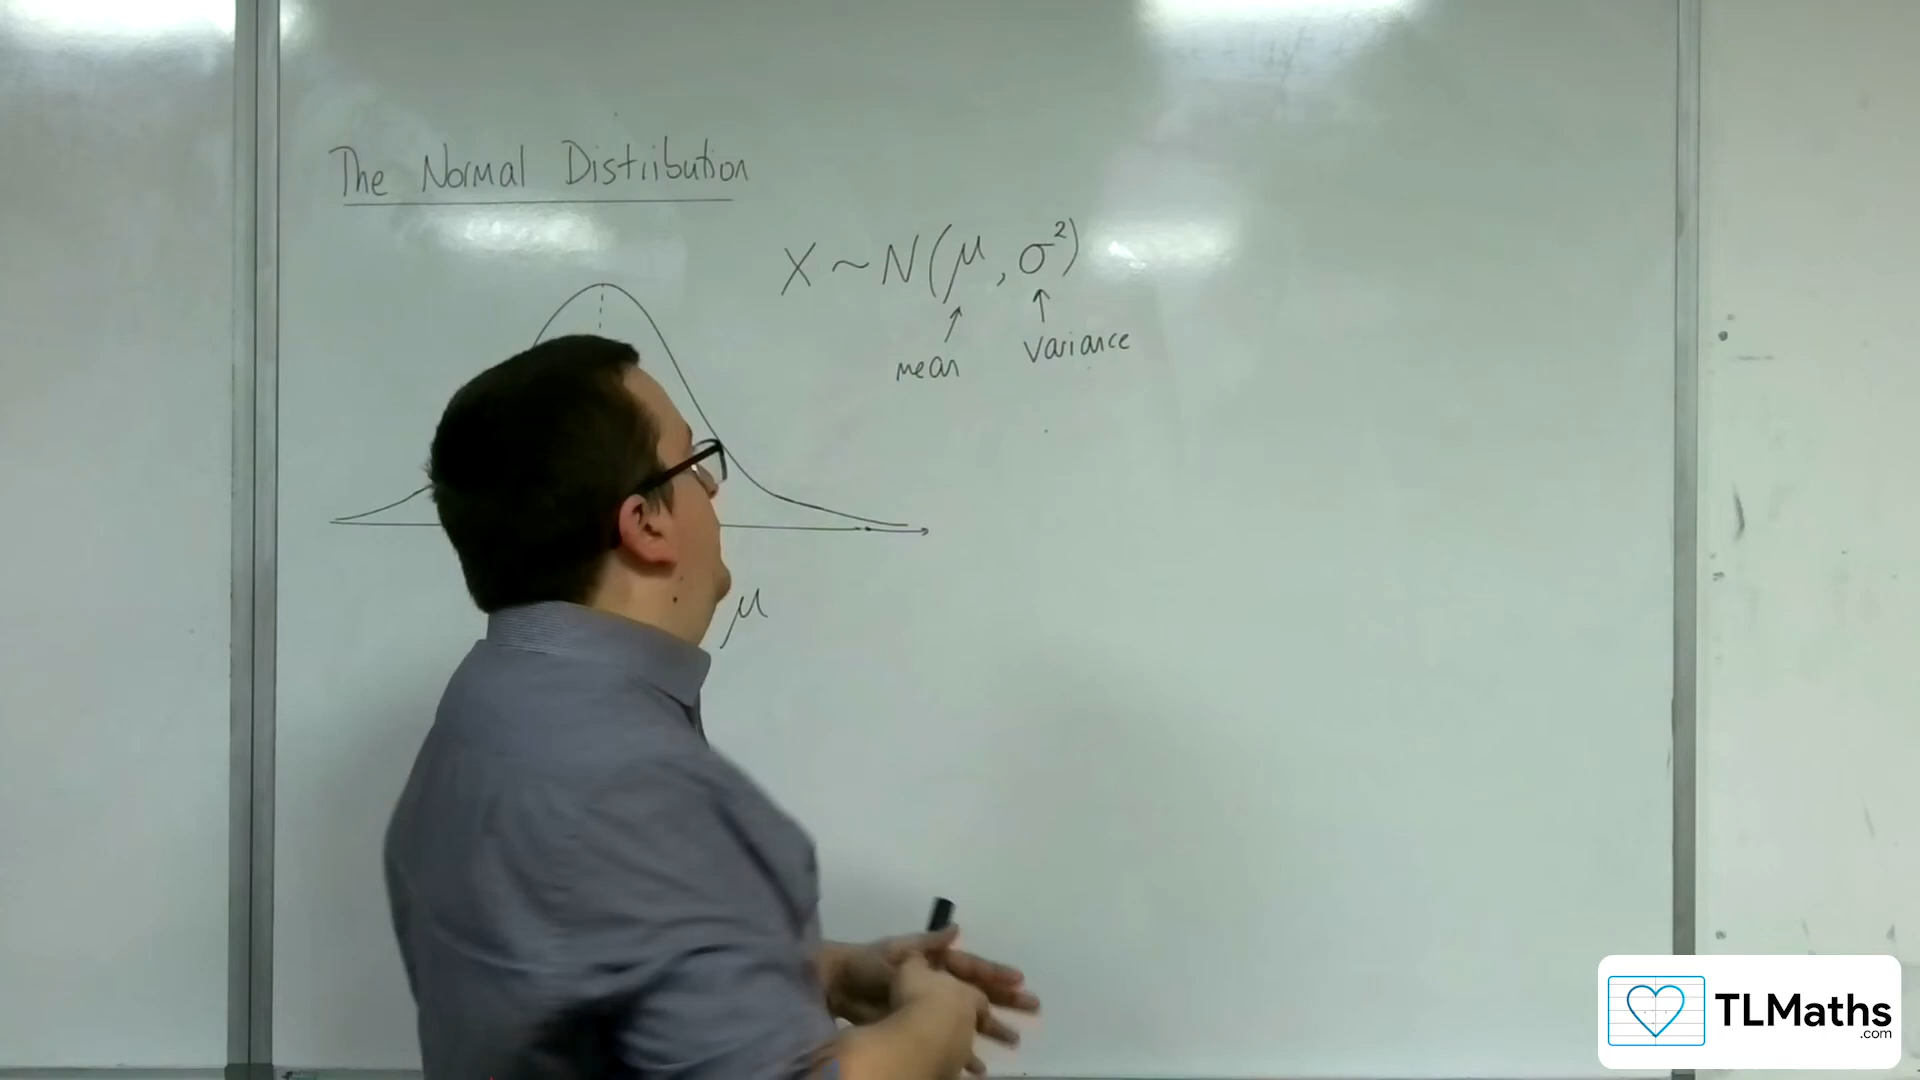 The Normal Distribution
X ~ N(μ, σ²)
mean
variance
μ
TLMaths
.com